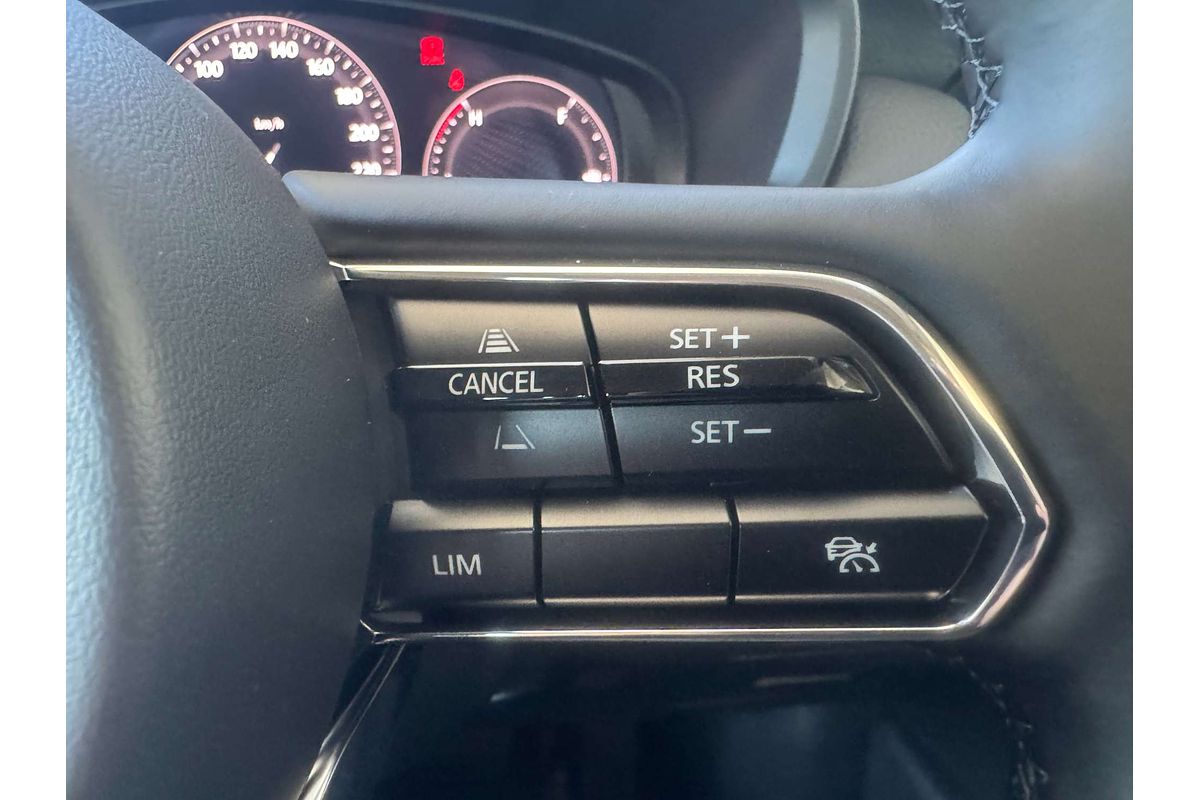 100 120 140 160 180 200 220
km/h
H F
SET+
CANCEL RES
SET−
LIM